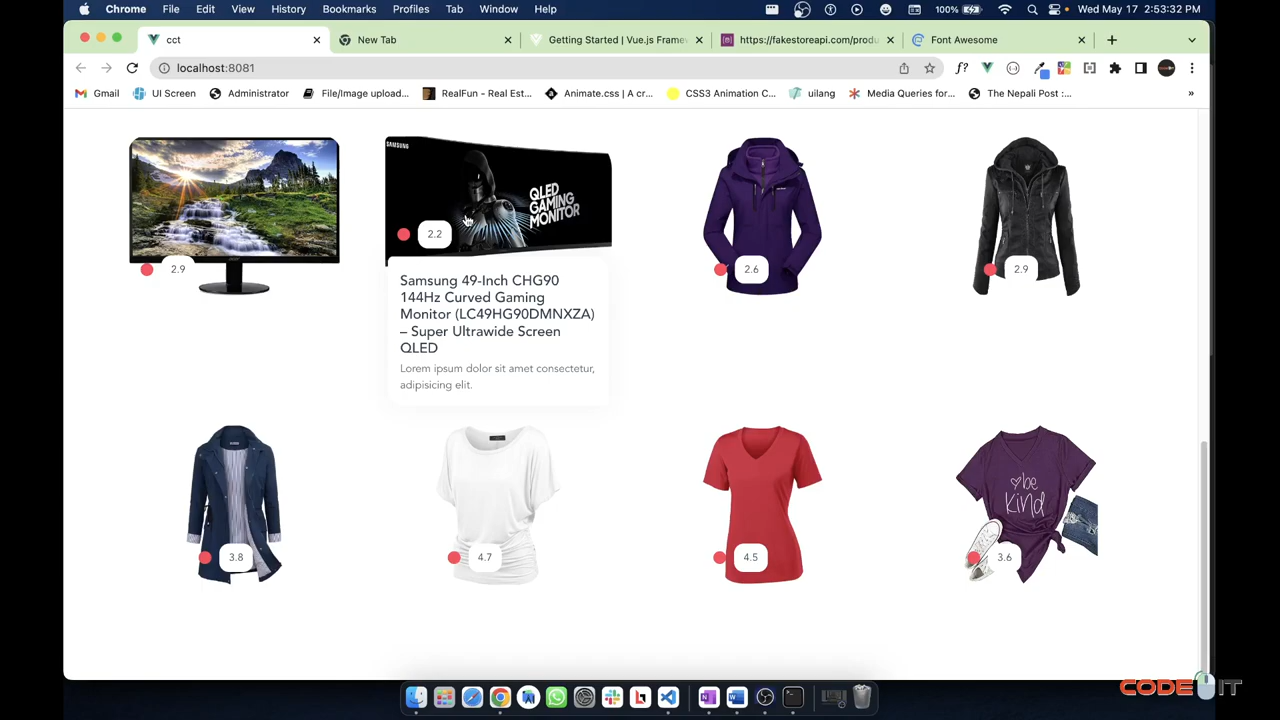 Chrome File Edit View History Bookmarks Profiles Tab Window Help 100% Wed May 17 2:53:32 PM
cct New Tab Getting Started | Vue.js Frame https://fakestoreapi.com/produ Font Awesome
localhost:8081 f?
Gmail UI Screen Administrator File/Image upload... RealFun - Real Est... Animate.css | A cr... CSS3 Animation C... uilang Media Queries for... The Nepali Post :... »
SAMSUNG
QLED
GAMING
MONITOR
2.9 2.2 2.6 2.9
Samsung 49-Inch CHG90
144Hz Curved Gaming
Monitor (LC49HG90DMNXZA)
– Super Ultrawide Screen
QLED
Lorem ipsum dolor sit amet consectetur,
adipisicing elit.
be
kind
3.8 4.7 4.5 3.6
CODE IT